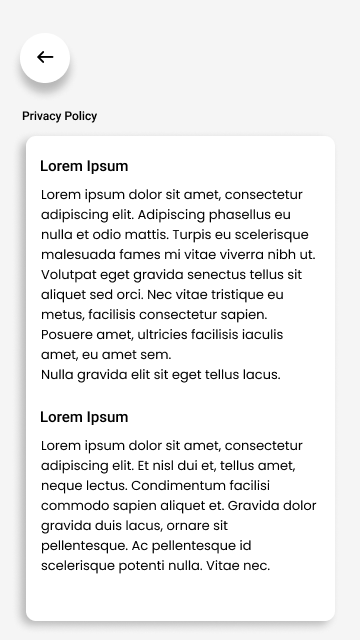 Privacy Policy
Lorem Ipsum
Lorem ipsum dolor sit amet, consectetur
adipiscing elit. Adipiscing phasellus eu
nulla et odio mattis. Turpis eu scelerisque
malesuada fames mi vitae viverra nibh ut.
Volutpat eget gravida senectus tellus sit
aliquet sed orci. Nec vitae tristique eu
metus, facilisis consectetur sapien.
Posuere amet, ultricies facilisis iaculis
amet, eu amet sem.
Nulla gravida elit sit eget tellus lacus.
Lorem Ipsum
Lorem ipsum dolor sit amet, consectetur
adipiscing elit. Et nisl dui et, tellus amet,
neque lectus. Condimentum facilisi
commodo sapien aliquet et. Gravida dolor
gravida duis lacus, ornare sit
pellentesque. Ac pellentesque id
scelerisque potenti nulla. Vitae nec.